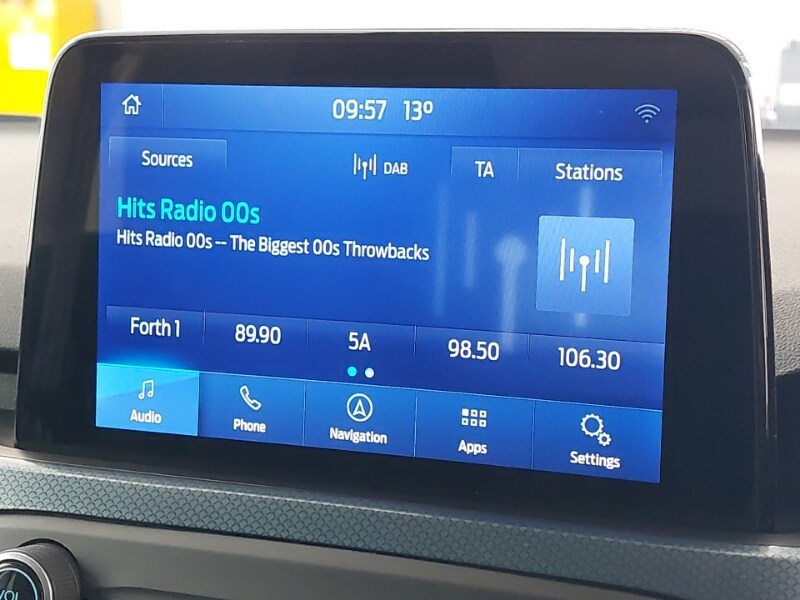 09:57 13º
Sources DAB TA Stations
Hits Radio 00s
Hits Radio 00s -- The Biggest 00s Throwbacks
Forth 1 89.90 5A 98.50 106.30
Audio Phone Navigation Apps Settings
VOL